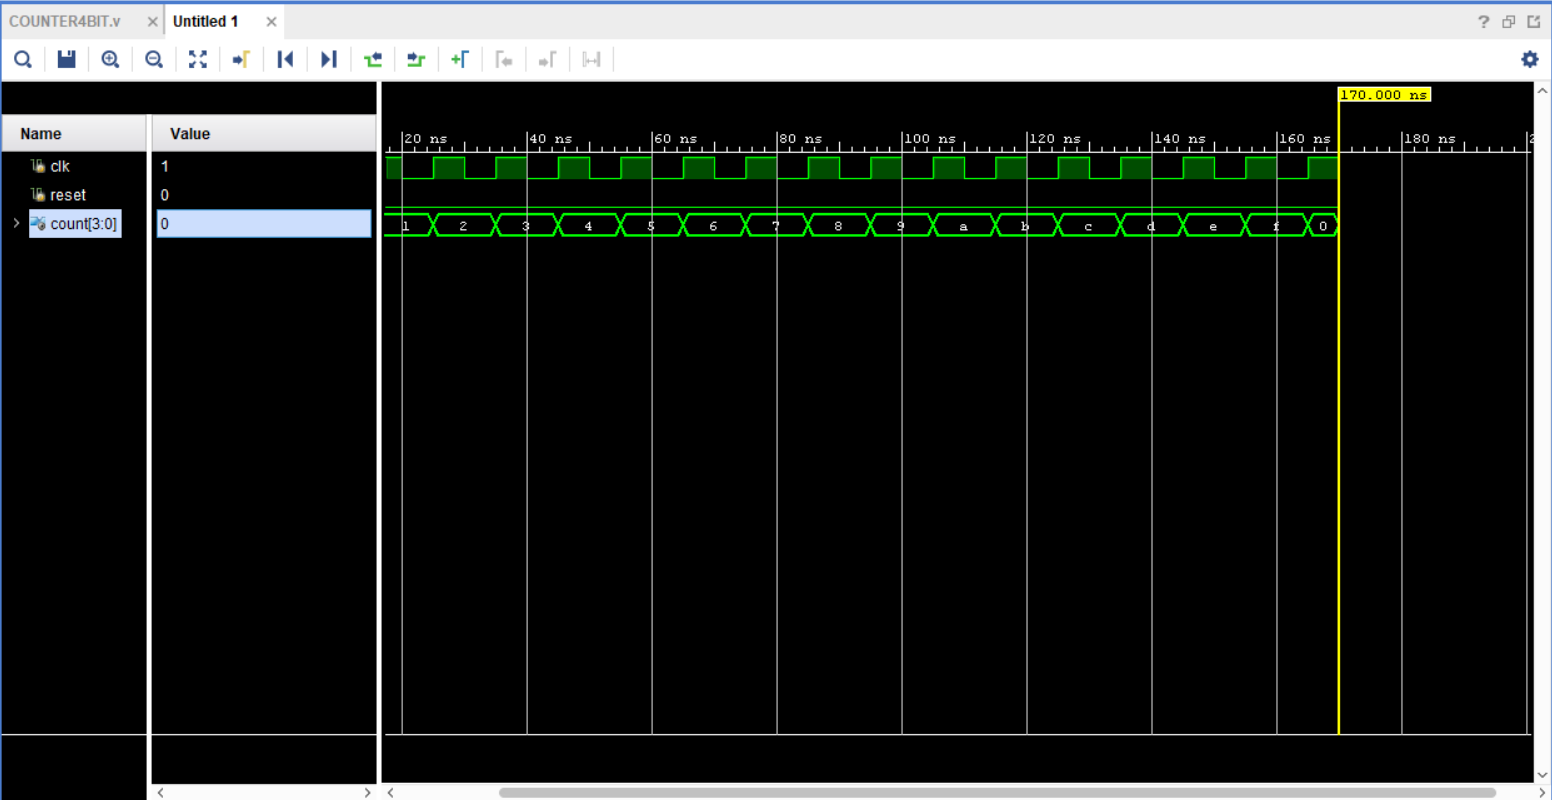 COUNTER4BIT.v Untitled 1
170.000 ns
Name Value
20 ns 40 ns 60 ns 80 ns 100 ns 120 ns 140 ns 160 ns 180 ns
clk 1
reset 0
count[3:0] 0 1 2 3 4 5 6 7 8 9 a b c d e f 0